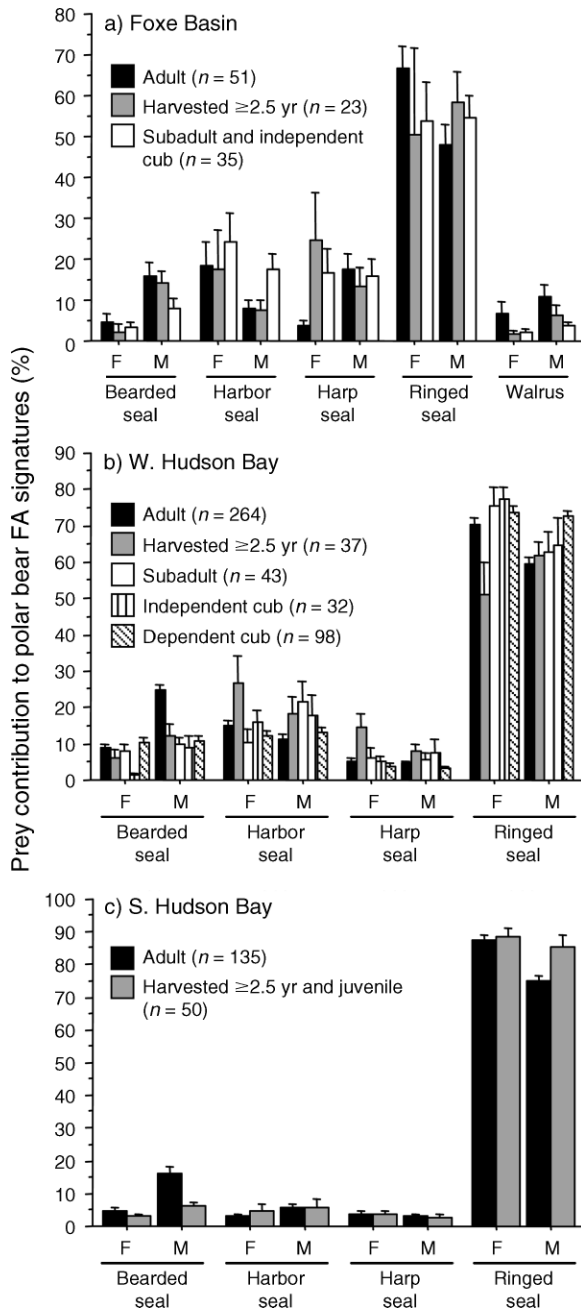 Prey contribution to polar bear FA signatures (%)
a) Foxe Basin
Adult (n = 51)
Harvested ≥2.5 yr (n = 23)
Subadult and independent
cub (n = 35)
80
70
60
50
40
30
20
10
0
F M F M F M F M F M
Bearded Harbor Harp Ringed Walrus
seal seal seal seal
b) W. Hudson Bay
Adult (n = 264)
Harvested ≥2.5 yr (n = 37)
Subadult (n = 43)
Independent cub (n = 32)
Dependent cub (n = 98)
90
80
70
60
50
40
30
20
10
0
F M F M F M F M
Bearded Harbor Harp Ringed
seal seal seal seal
c) S. Hudson Bay
Adult (n = 135)
Harvested ≥2.5 yr and juvenile
(n = 50)
100
90
80
70
60
50
40
30
20
10
0
F M F M F M F M
Bearded Harbor Harp Ringed
seal seal seal seal